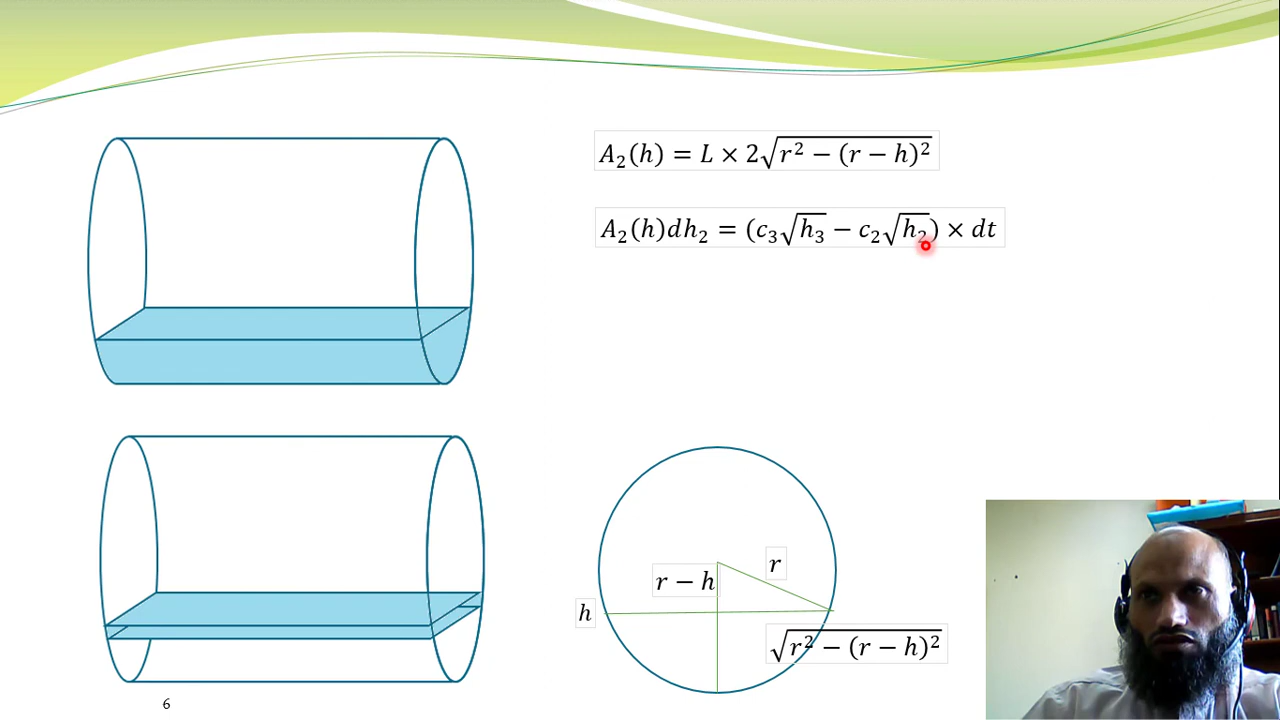 A₂(h) = L × 2√(r² − (r − h)²)
A₂(h)dh₂ = (c₃√h₃ − c₂√h₂) × dt
r
r − h
h
√(r² − (r − h)²)
6